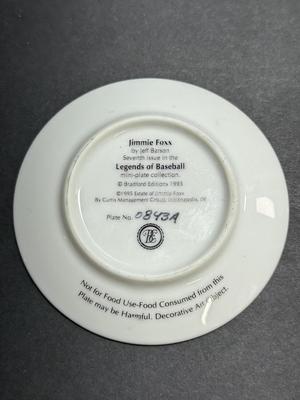 Jimmie Foxx
by Jeff Barson
Seventh issue in the
Legends of Baseball
mini-plate collection.
© Bradford Editions 1995
©1995 Estate of Jimmie Foxx
By Curtis Management Group, Indianapolis, IN
Plate No. 0843A
BE
Not for Food Use-Food Consumed from this
Plate may be Harmful. Decorative Art Object.